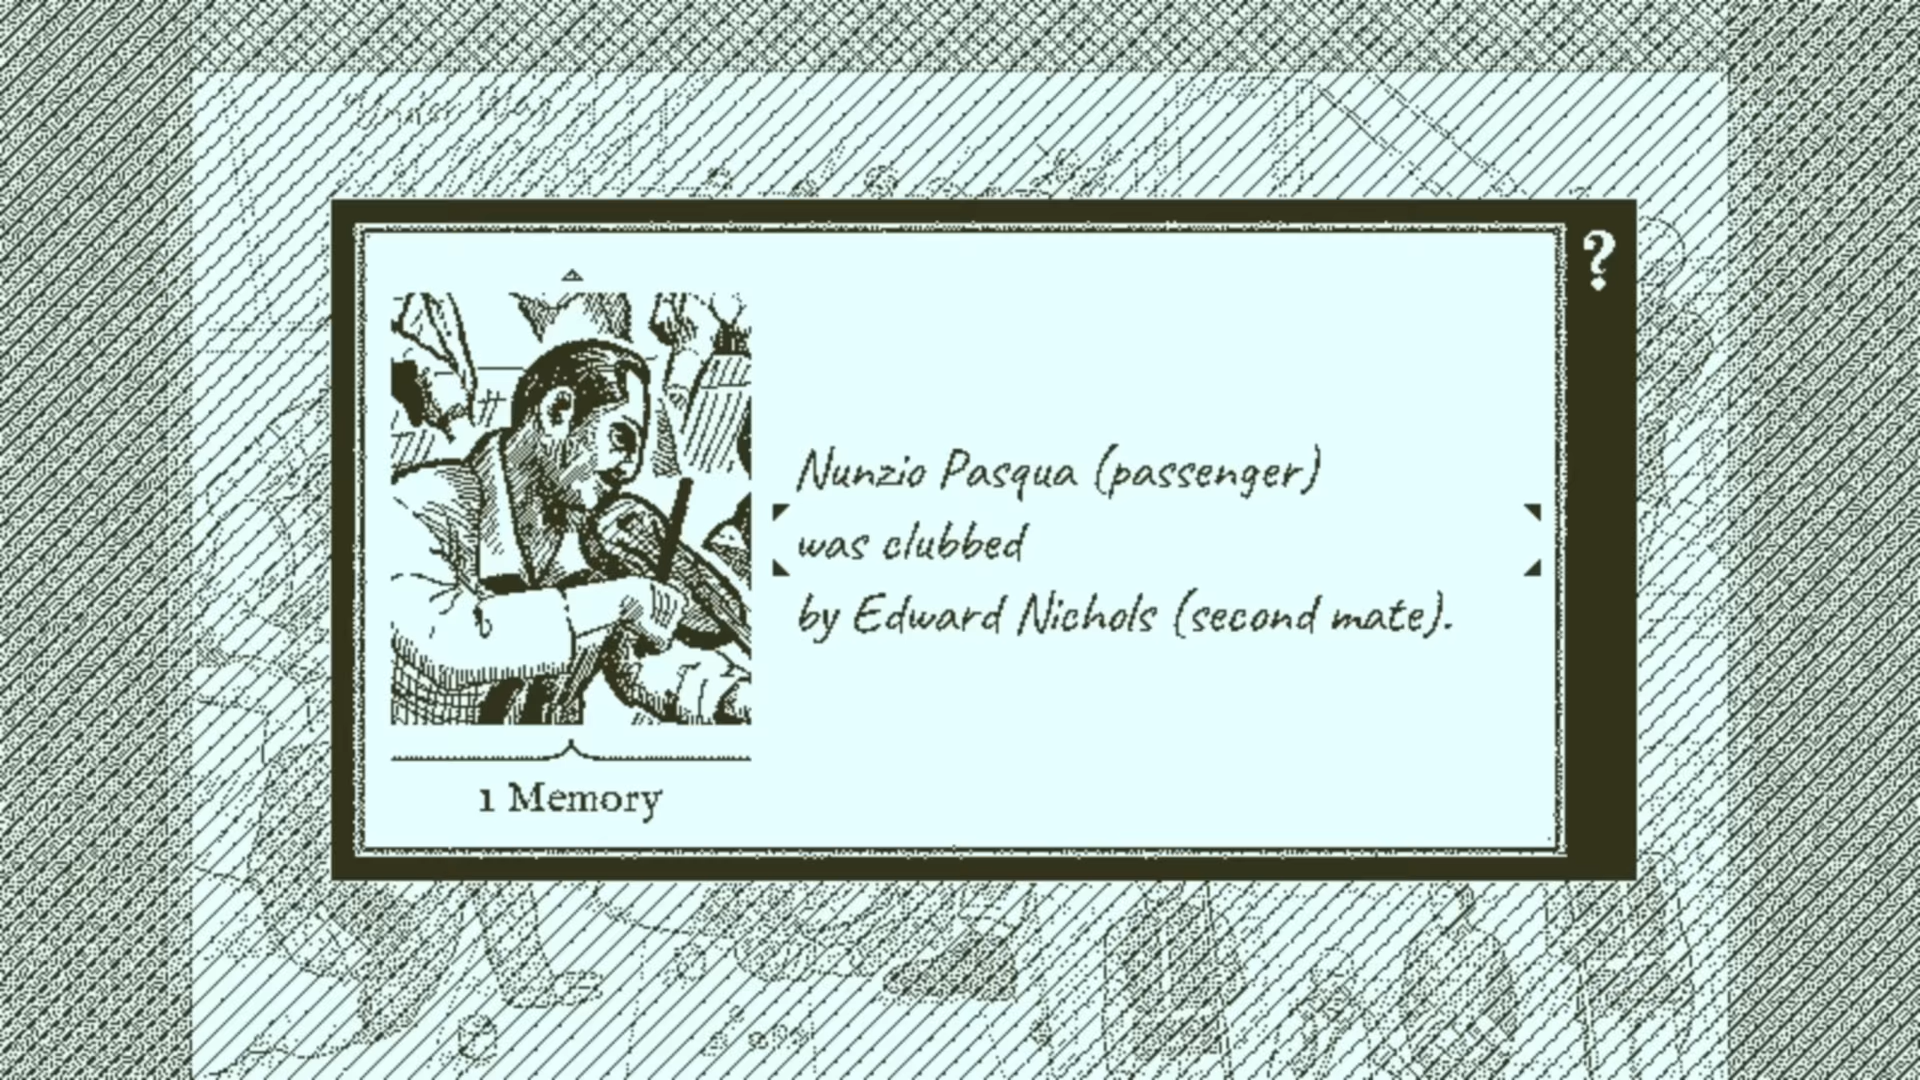 ?
Nunzio Pasqua (passenger)
was clubbed
by Edward Nichols (second mate).
1 Memory